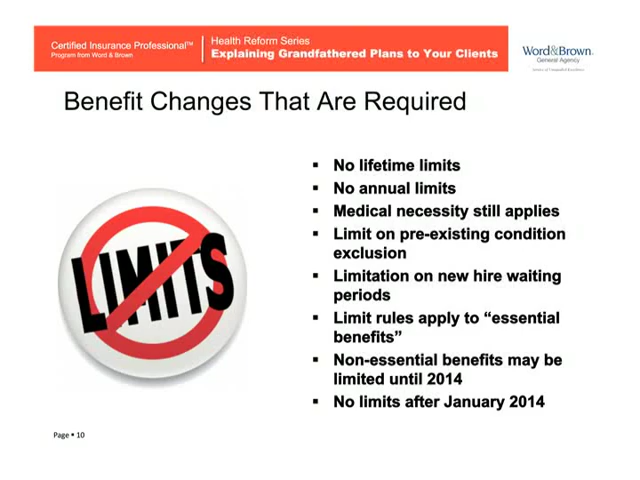 Certified Insurance Professional™
Program from Word & Brown
Health Reform Series
Explaining Grandfathered Plans to Your Clients
Word&Brown.
General Agency
Benefit Changes That Are Required
LIMITS
▪ No lifetime limits
▪ No annual limits
▪ Medical necessity still applies
▪ Limit on pre-existing condition
exclusion
▪ Limitation on new hire waiting
periods
▪ Limit rules apply to “essential
benefits”
▪ Non-essential benefits may be
limited until 2014
▪ No limits after January 2014
Page ▪ 10